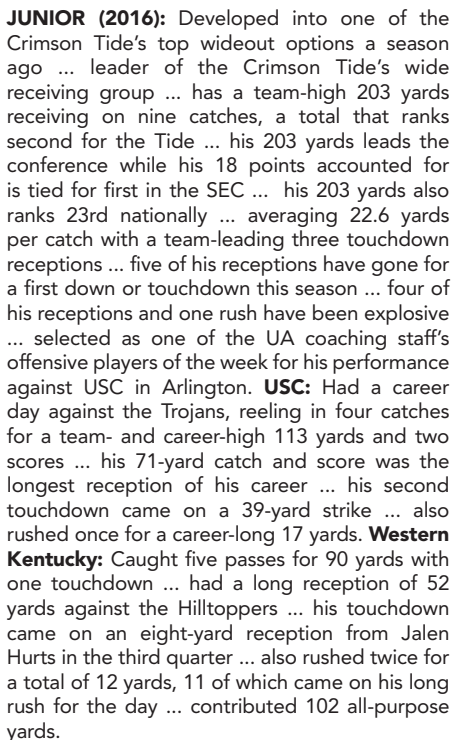 JUNIOR (2016): Developed into one of the
Crimson Tide's top wideout options a season
ago ... leader of the Crimson Tide's wide
receiving group ... has a team-high 203 yards
receiving on nine catches, a total that ranks
second for the Tide ... his 203 yards leads the
conference while his 18 points accounted for
is tied for first in the SEC ... his 203 yards also
ranks 23rd nationally ... averaging 22.6 yards
per catch with a team-leading three touchdown
receptions ... five of his receptions have gone for
a first down or touchdown this season ... four of
his receptions and one rush have been explosive
... selected as one of the UA coaching staff's
offensive players of the week for his performance
against USC in Arlington. USC: Had a career
day against the Trojans, reeling in four catches
for a team- and career-high 113 yards and two
scores ... his 71-yard catch and score was the
longest reception of his career ... his second
touchdown came on a 39-yard strike ... also
rushed once for a career-long 17 yards. Western
Kentucky: Caught five passes for 90 yards with
one touchdown ... had a long reception of 52
yards against the Hilltoppers ... his touchdown
came on an eight-yard reception from Jalen
Hurts in the third quarter ... also rushed twice for
a total of 12 yards, 11 of which came on his long
rush for the day ... contributed 102 all-purpose
yards.